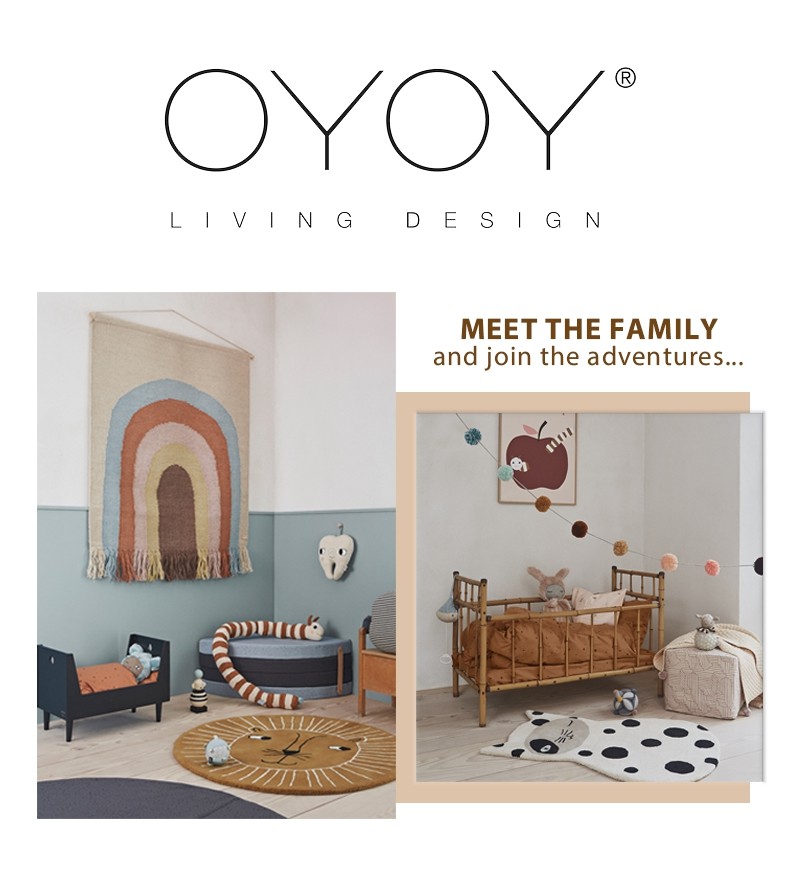 OYOY®
LIVING DESIGN
MEET THE FAMILY
and join the adventures...